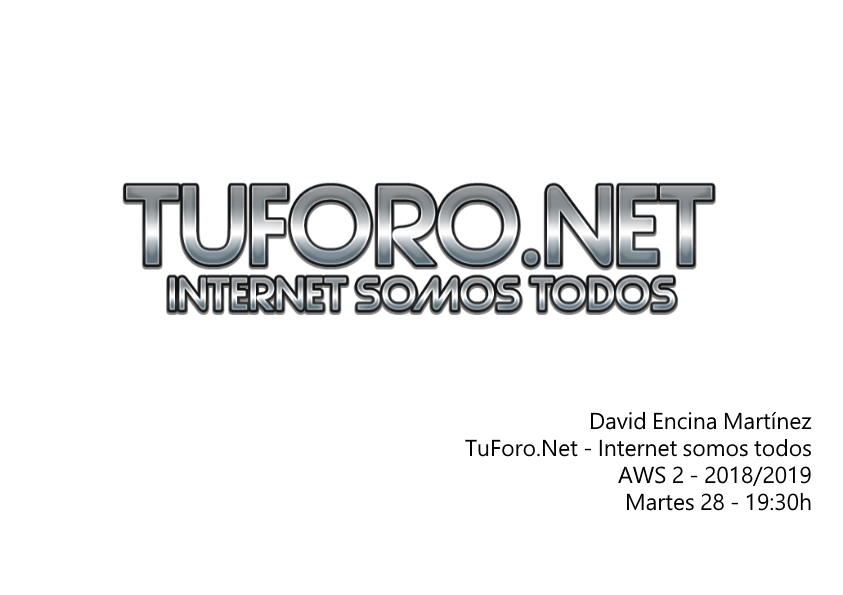 TUFORO.NET
INTERNET SOMOS TODOS
David Encina Martínez
TuForo.Net - Internet somos todos
AWS 2 - 2018/2019
Martes 28 - 19:30h